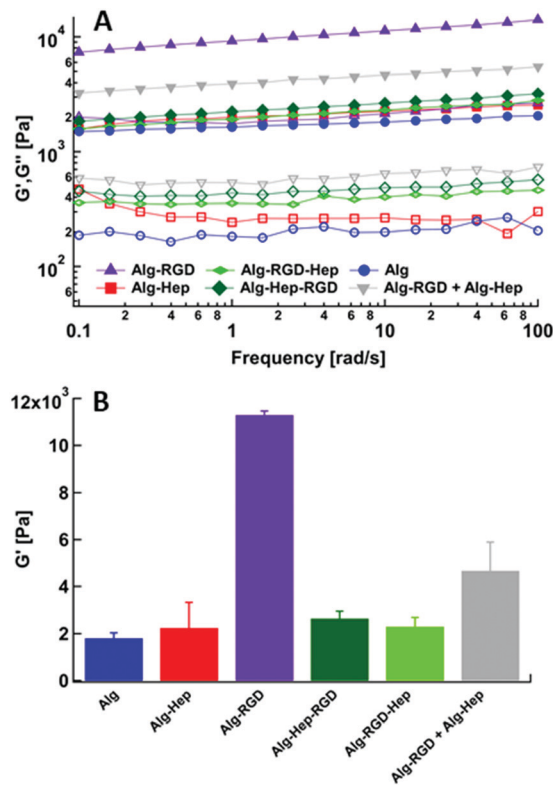 A
G',G'' [Pa]
10⁴
6
4
2
10³
6
4
2
10²
6
Alg-RGD Alg-RGD-Hep Alg
Alg-Hep Alg-Hep-RGD Alg-RGD + Alg-Hep
0.1 2 4 6 8 1 2 4 6 8 10 2 4 6 8 100
Frequency [rad/s]
B
12x10³
10
8
6
4
2
0
G' [Pa]
Alg
Alg-Hep
Alg-RGD
Alg-Hep-RGD
Alg-RGD-Hep
Alg-RGD + Alg-Hep